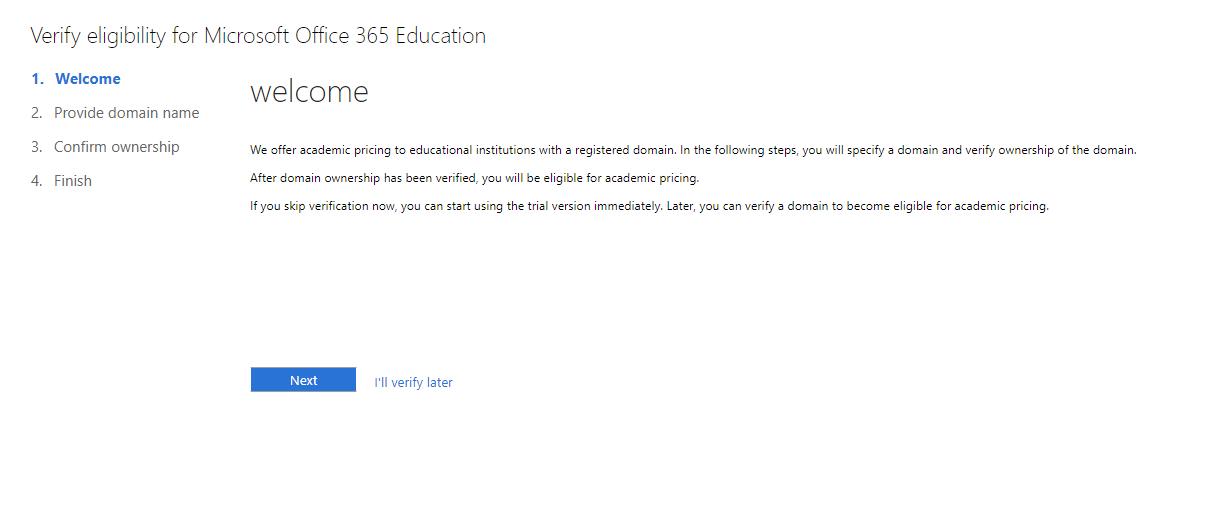 Verify eligibility for Microsoft Office 365 Education
1. Welcome
2. Provide domain name
3. Confirm ownership
4. Finish
welcome
We offer academic pricing to educational institutions with a registered domain. In the following steps, you will specify a domain and verify ownership of the domain.
After domain ownership has been verified, you will be eligible for academic pricing.
If you skip verification now, you can start using the trial version immediately. Later, you can verify a domain to become eligible for academic pricing.
Next
I'll verify later